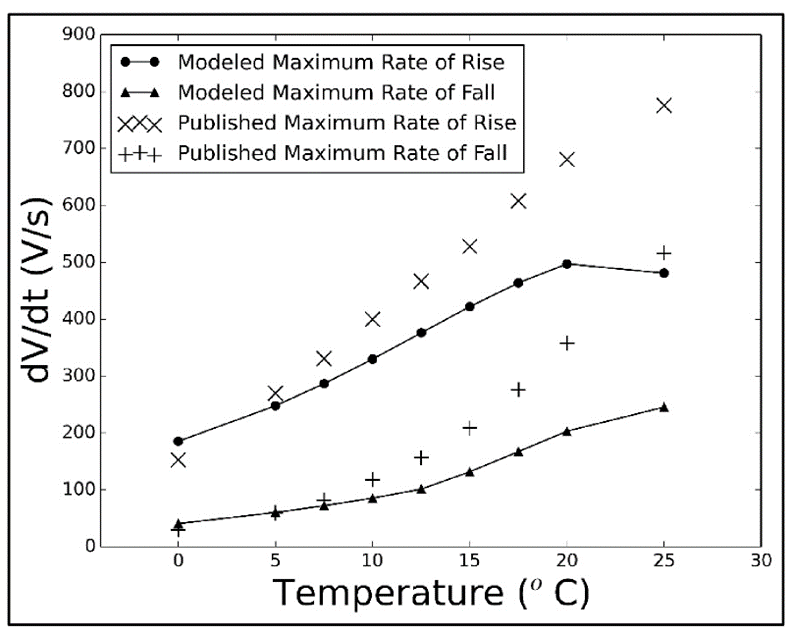 900
800
700
600
500
400
300
200
100
0
dV/dt (V/s)
Modeled Maximum Rate of Rise
Modeled Maximum Rate of Fall
Published Maximum Rate of Rise
Published Maximum Rate of Fall
0 5 10 15 20 25 30
Temperature (° C)